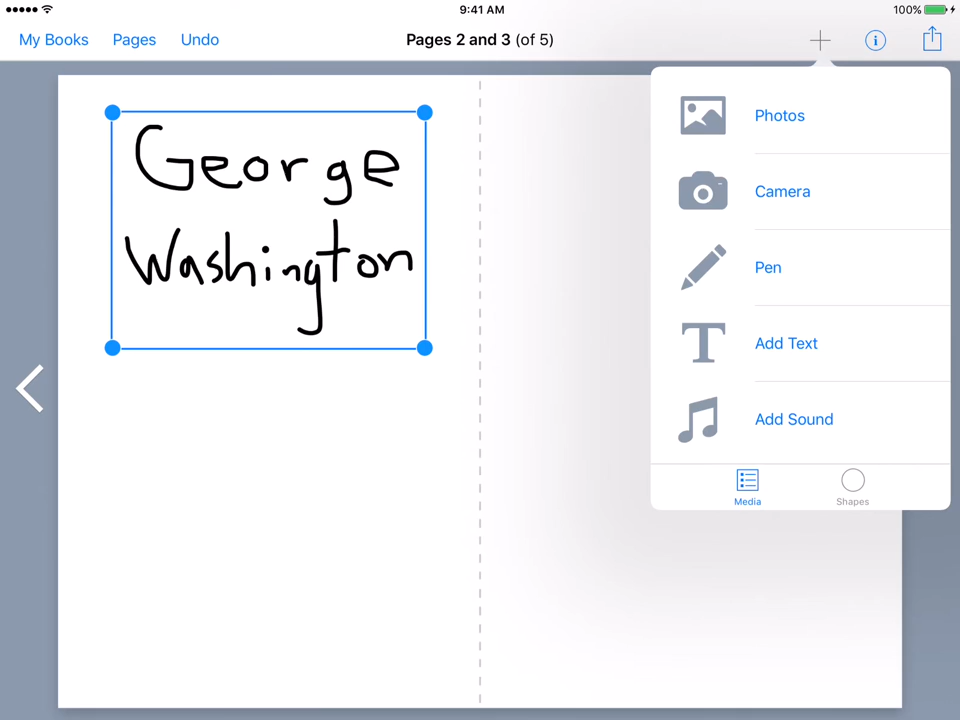 9:41 AM
100%
My Books
Pages
Undo
Pages 2 and 3 (of 5)
George
Washington
Photos
Camera
Pen
Add Text
Add Sound
Media
Shapes